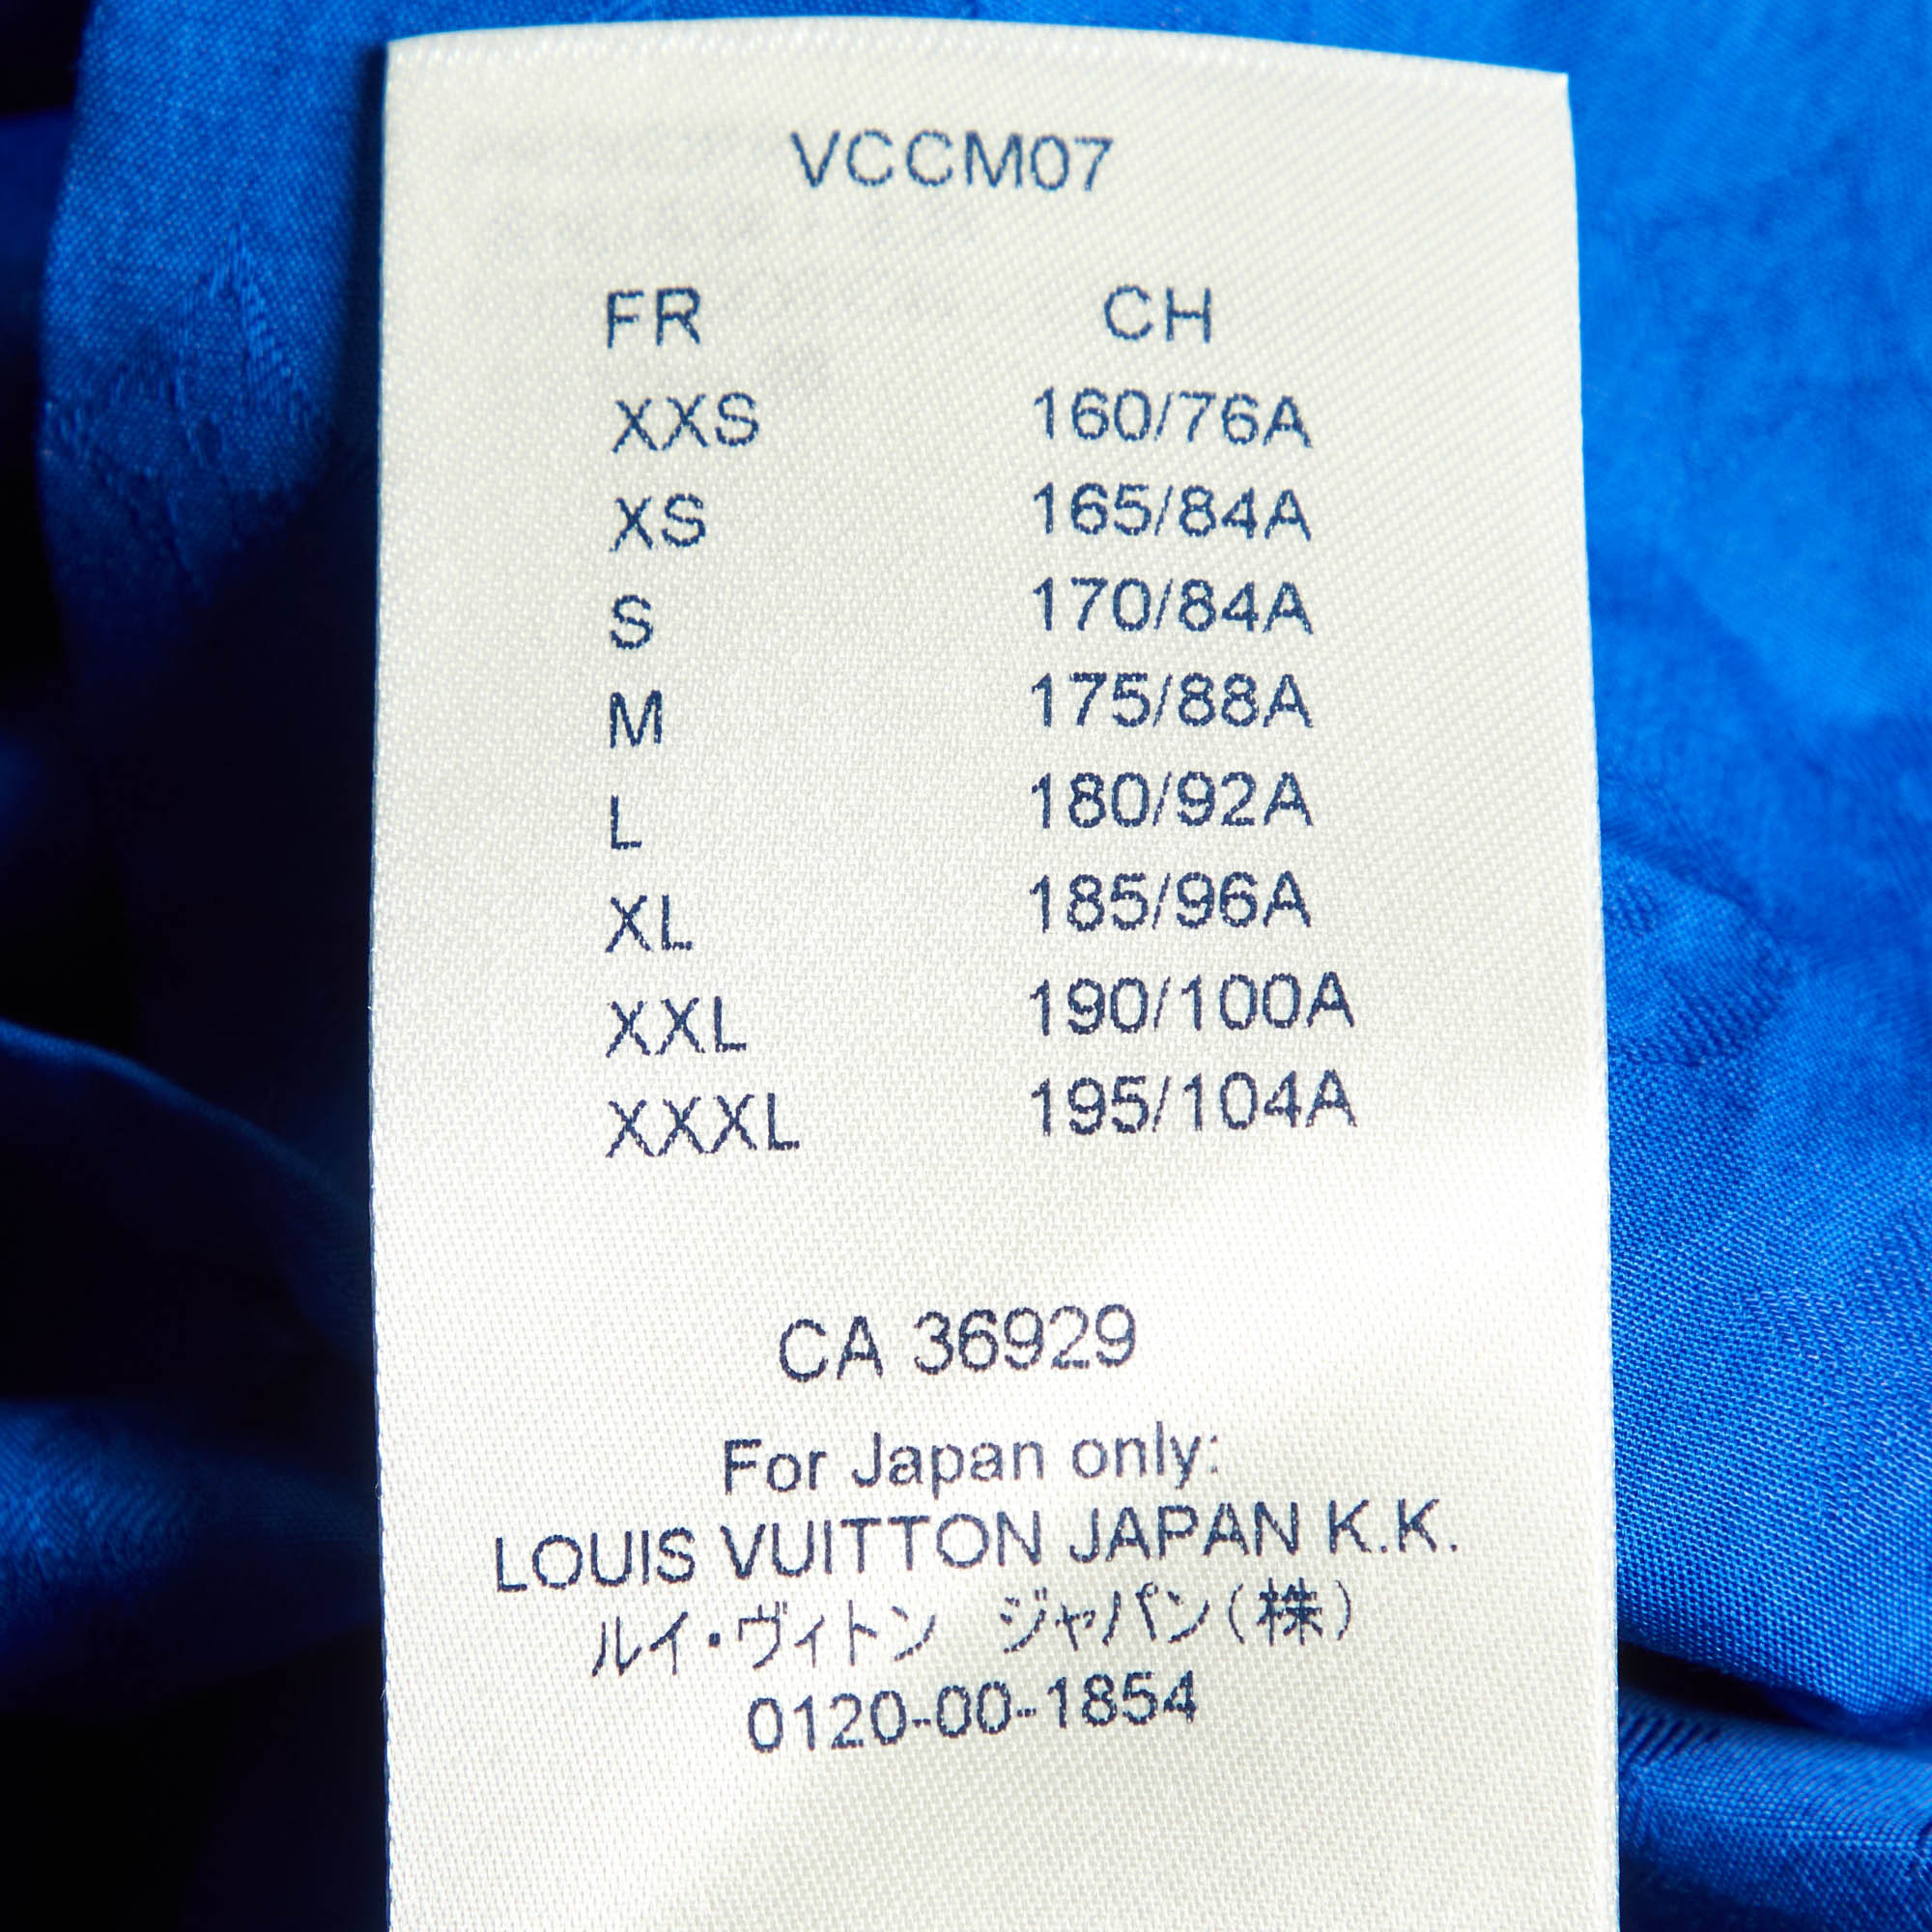 VCCM07
FR CH
XXS 160/76A
XS 165/84A
S 170/84A
M 175/88A
L 180/92A
XL 185/96A
XXL 190/100A
XXXL 195/104A
CA 36929
For Japan only:
LOUIS VUITTON JAPAN K.K.
ルイ・ヴィトン ジャパン(株)
0120-00-1854